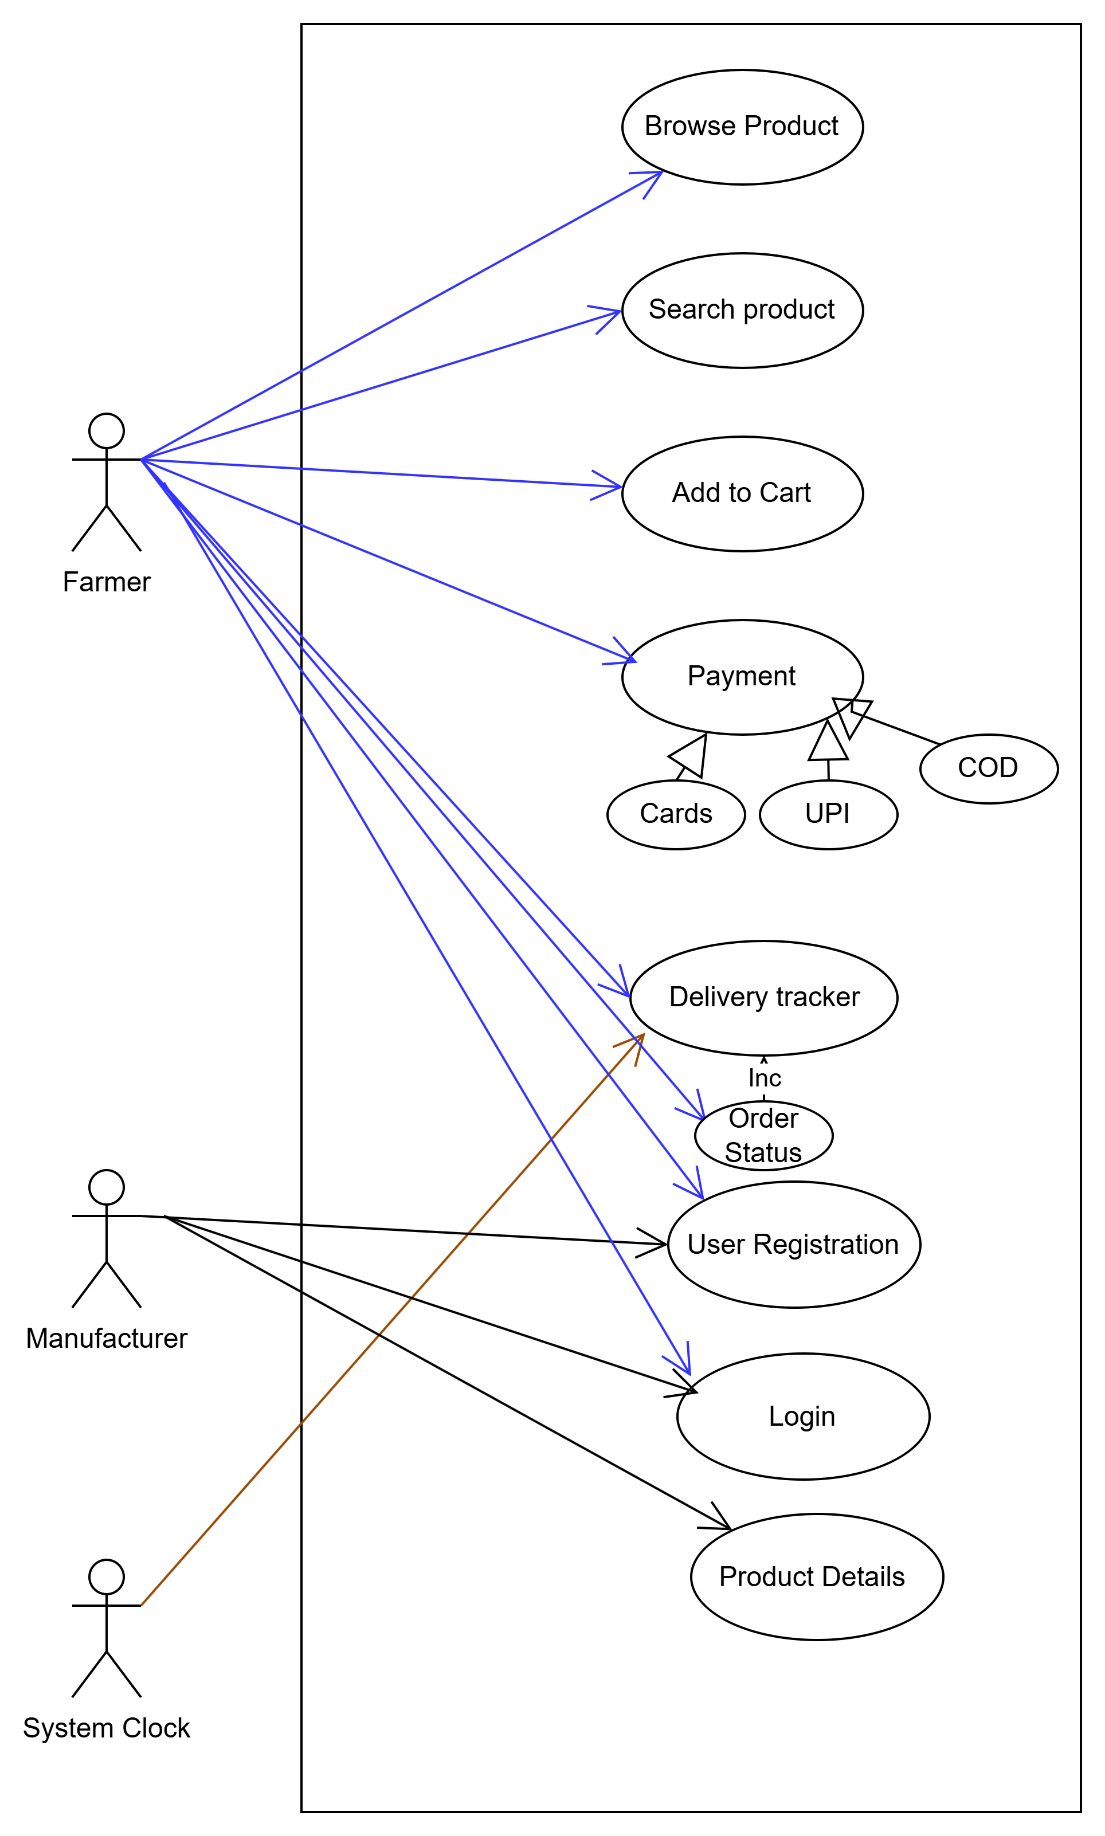 Browse Product
Search product
Add to Cart
Farmer
Payment
COD
Cards
UPI
Delivery tracker
Inc
Order
Status
User Registration
Manufacturer
Login
Product Details
System Clock